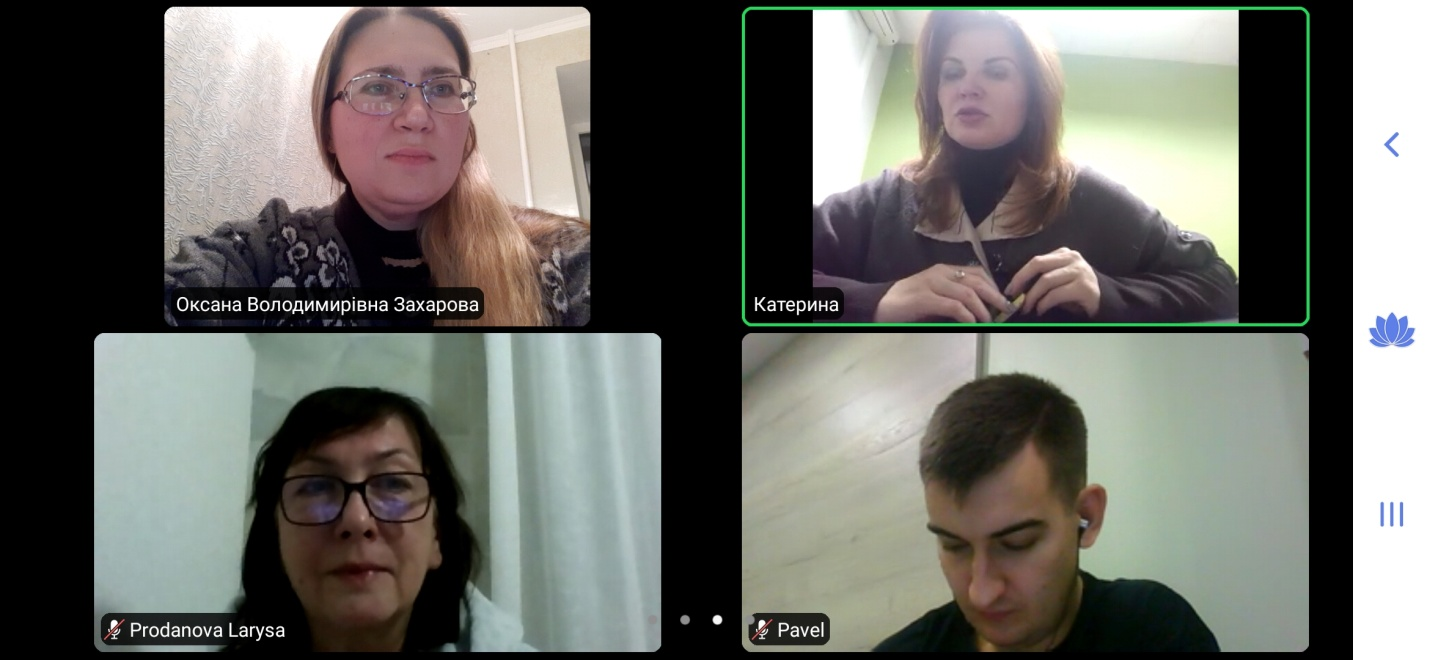 Оксана Володимирівна Захарова
Катерина
Prodanova Larysa
Pavel